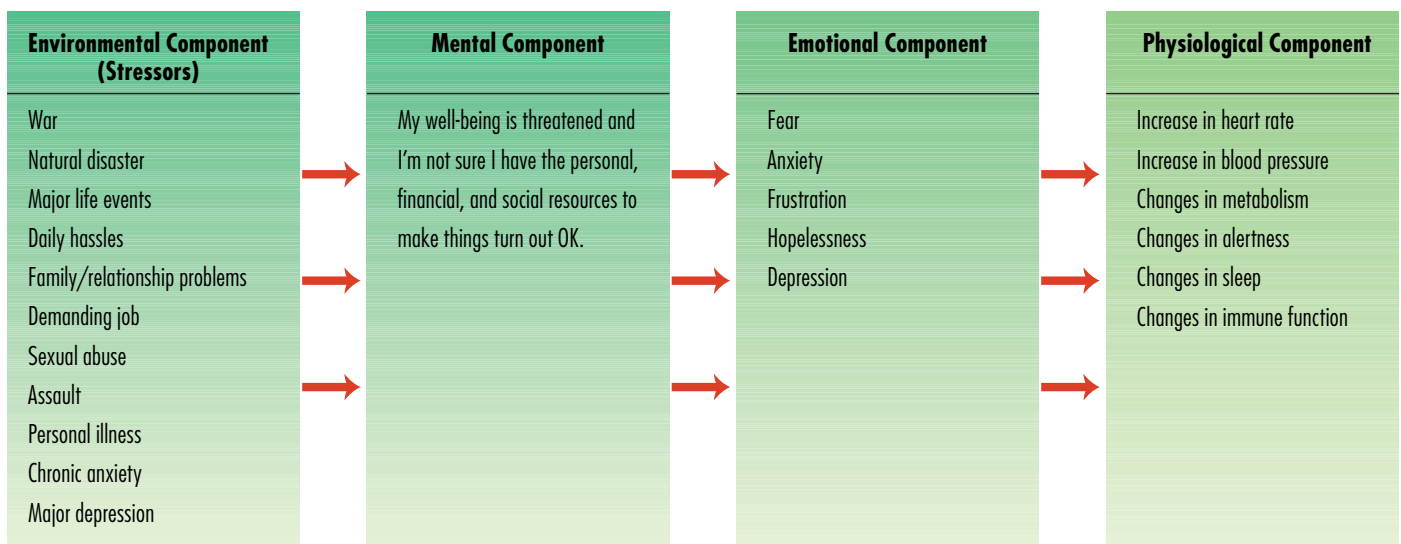 Environmental Component
(Stressors)
War
Natural disaster
Major life events
Daily hassles
Family/relationship problems
Demanding job
Sexual abuse
Assault
Personal illness
Chronic anxiety
Major depression
Mental Component
My well-being is threatened and
I'm not sure I have the personal,
financial, and social resources to
make things turn out OK.
Emotional Component
Fear
Anxiety
Frustration
Hopelessness
Depression
Physiological Component
Increase in heart rate
Increase in blood pressure
Changes in metabolism
Changes in alertness
Changes in sleep
Changes in immune function